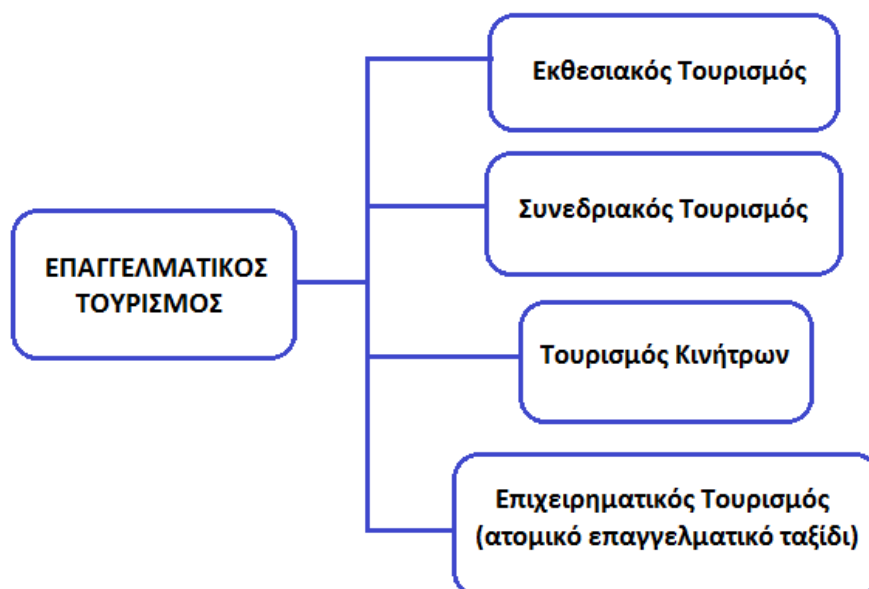 Εκθεσιακός Τουρισμός
Συνεδριακός Τουρισμός
ΕΠΑΓΓΕΛΜΑΤΙΚΟΣ
ΤΟΥΡΙΣΜΟΣ
Τουρισμός Κινήτρων
Επιχειρηματικός Τουρισμός
(ατομικό επαγγελματικό ταξίδι)